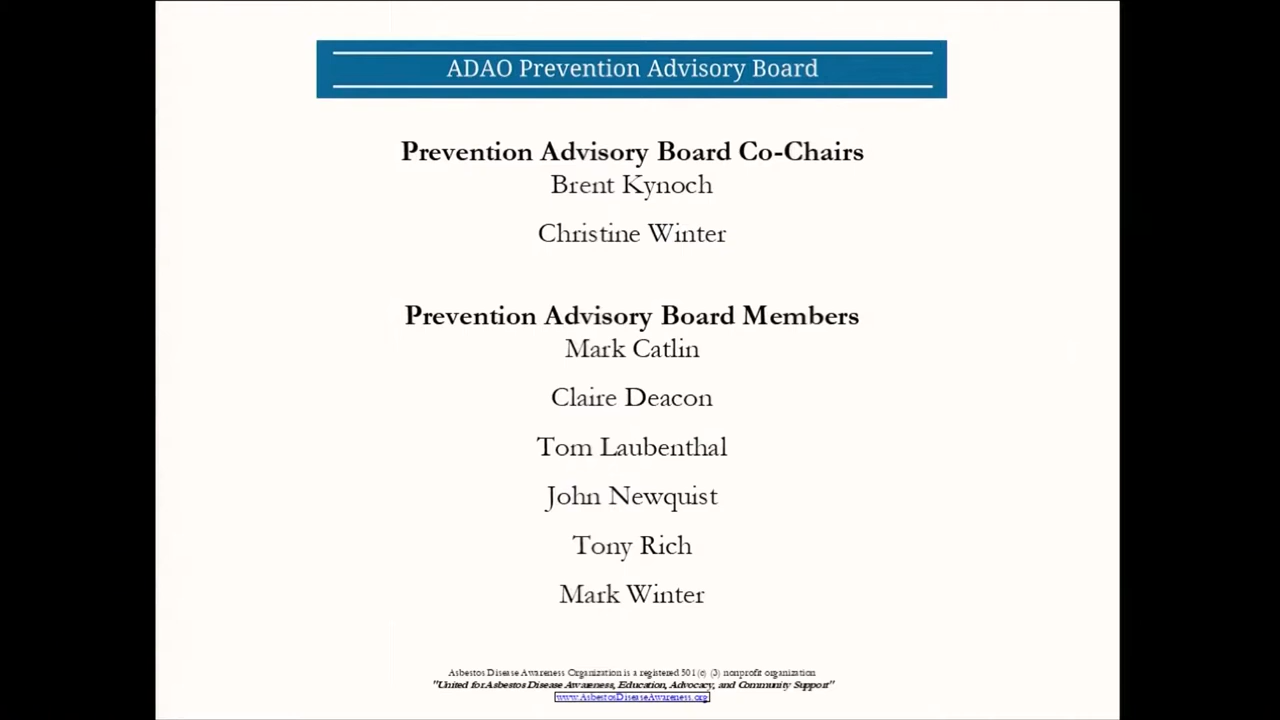 ADAO Prevention Advisory Board
Prevention Advisory Board Co-Chairs
Brent Kynoch
Christine Winter
Prevention Advisory Board Members
Mark Catlin
Claire Deacon
Tom Laubenthal
John Newquist
Tony Rich
Mark Winter
Asbestos Disease Awareness Organization is a registered 501(c) (3) nonprofit organization
"United for Asbestos Disease Awareness, Education, Advocacy, and Community Support"
www.AsbestosDiseaseAwareness.org